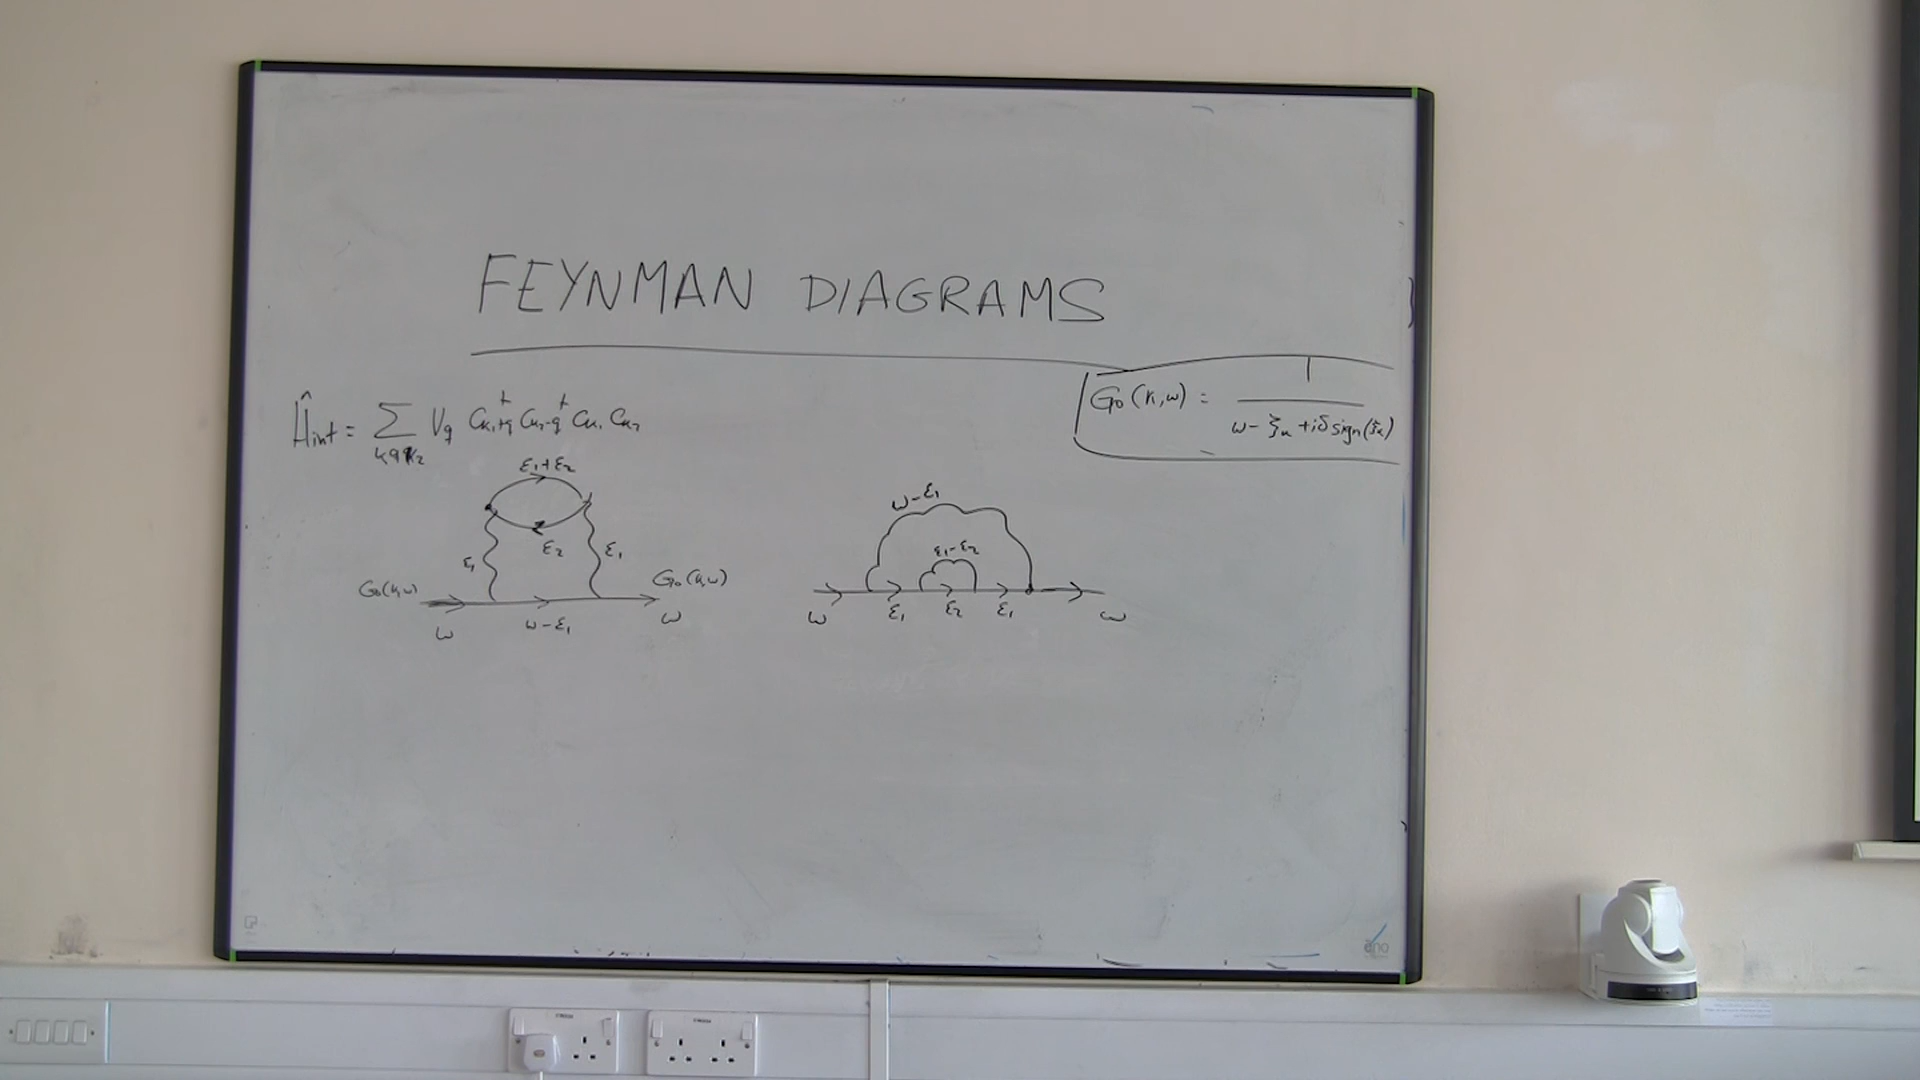 FEYNMAN DIAGRAMS
G₀(k,ω) = 1 / ω - ξₖ + iδ sign(ξₖ)
Ĥint = Σ Vq C†k₁+q C†k₂-q Ck₁ Ck₂
ε₁+ε₂
ω-ε₁
ε₁ ε₂ ε₁
ε₁-ε₂
G₀(k,ω) G₀(k,ω)
ω ω-ε₁ ω
ω ε₁ ε₂ ε₁ ω